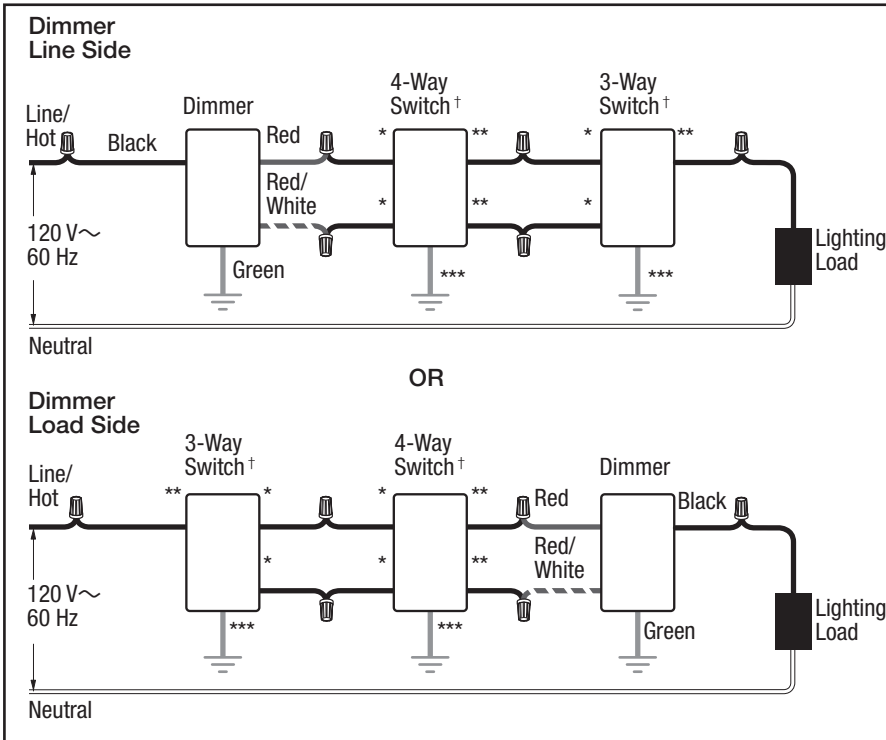 Dimmer
Line Side
Line/
Hot
Black
Dimmer
Red
Red/
White
Green
4-Way
Switch †
*
**
*
**
***
3-Way
Switch †
*
**
*
***
120 V~
60 Hz
Lighting
Load
Neutral
OR
Dimmer
Load Side
Line/
Hot
3-Way
Switch †
**
*
*
***
4-Way
Switch †
*
**
*
**
***
Red
Red/
White
Dimmer
Black
Green
120 V~
60 Hz
Lighting
Load
Neutral